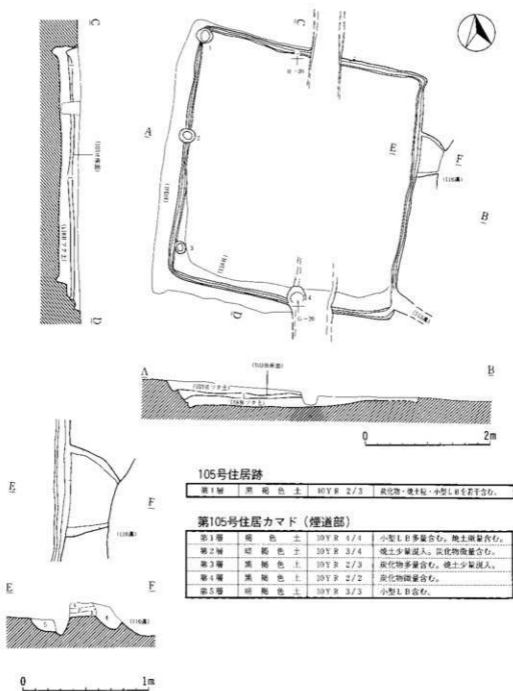 C
C
1
2
3
4
A
E
F
B
D
D
A
B
0 2m
E
F
E
F
5
0 1m
105号住居跡
第1層 黒褐色土 10YR 2/3 炭化物・焼土粒・小型LBを若干含む。
第105号住居カマド（煙道部）
第1層 褐色土 10YR 4/4 小型LB多量含む。焼土微量含む。
第2層 暗褐色土 10YR 3/4 焼土少量混入。炭化物微量含む。
第3層 黒褐色土 10YR 2/3 炭化物多量含む。焼土少量混入。
第4層 黒褐色土 10YR 2/2 炭化物微量含む。
第5層 暗褐色土 10YR 3/3 小型LB含む。